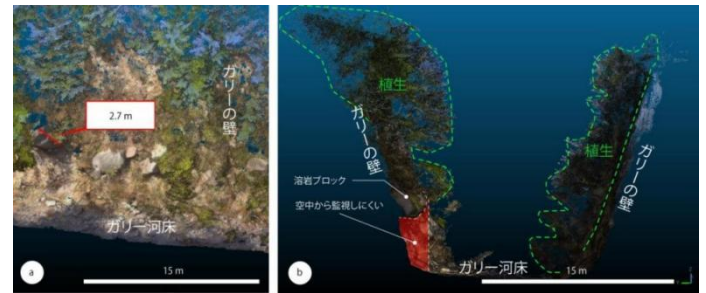 2.7 m
ガリーの壁
ガリー河床
15 m
a
植生
ガリーの壁
溶岩ブロック
空中から監視しにくい
ガリー河床
植生
ガリーの壁
15 m
b